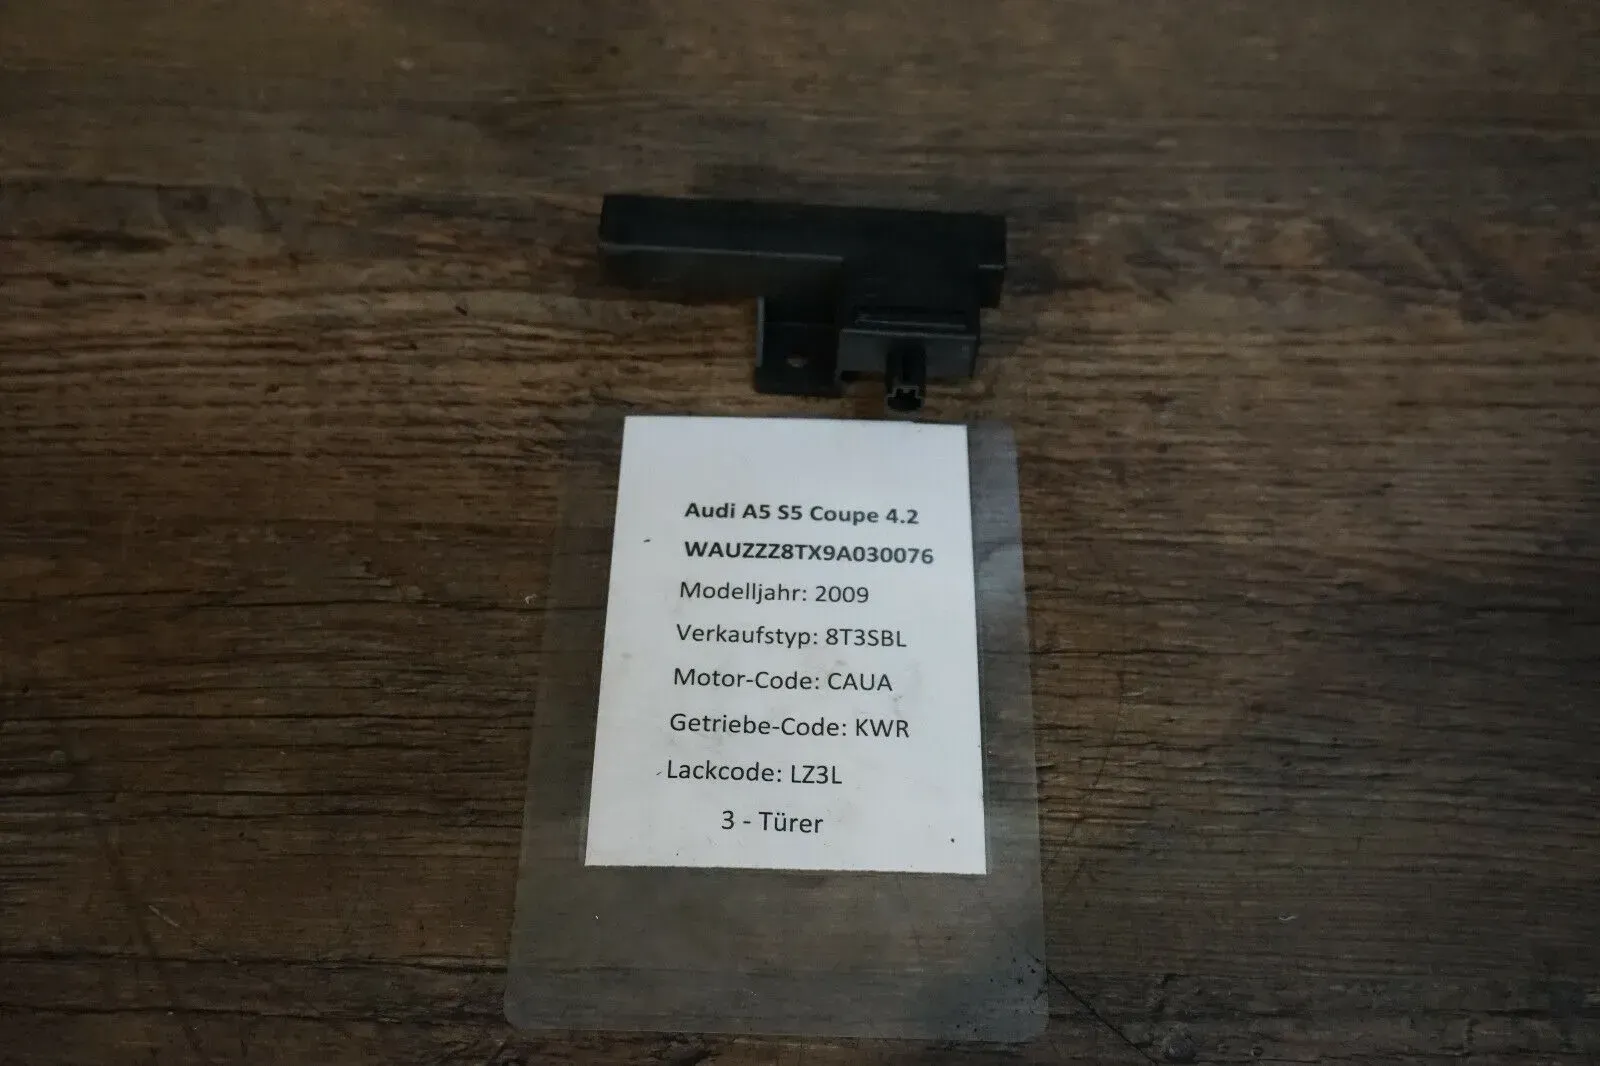 Audi A5 S5 Coupe 4.2
WAUZZZ8TX9A030076
Modelljahr: 2009
Verkaufstyp: 8T3SBL
Motor-Code: CAUA
Getriebe-Code: KWR
Lackcode: LZ3L
3 - Türer